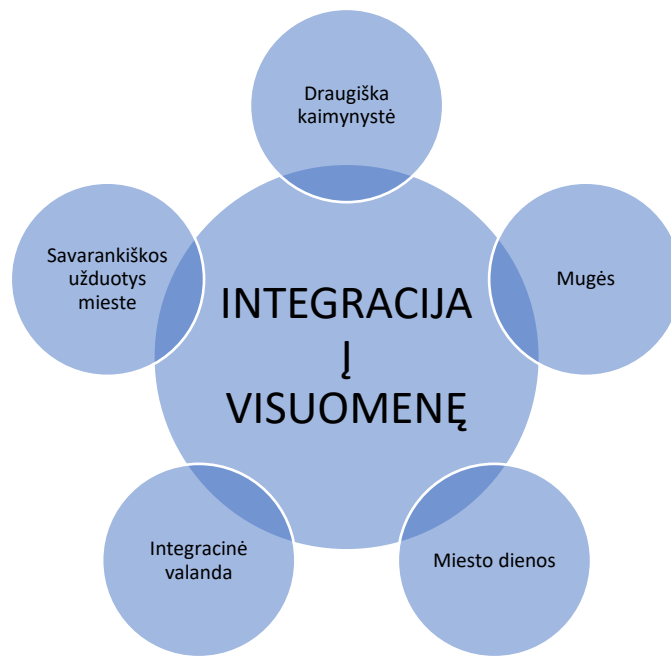 Draugiška
kaimynystė
Savarankiškos
užduotys
mieste
INTEGRACIJA
Į
VISUOMENĘ
Mugės
Integracinė
valanda
Miesto dienos